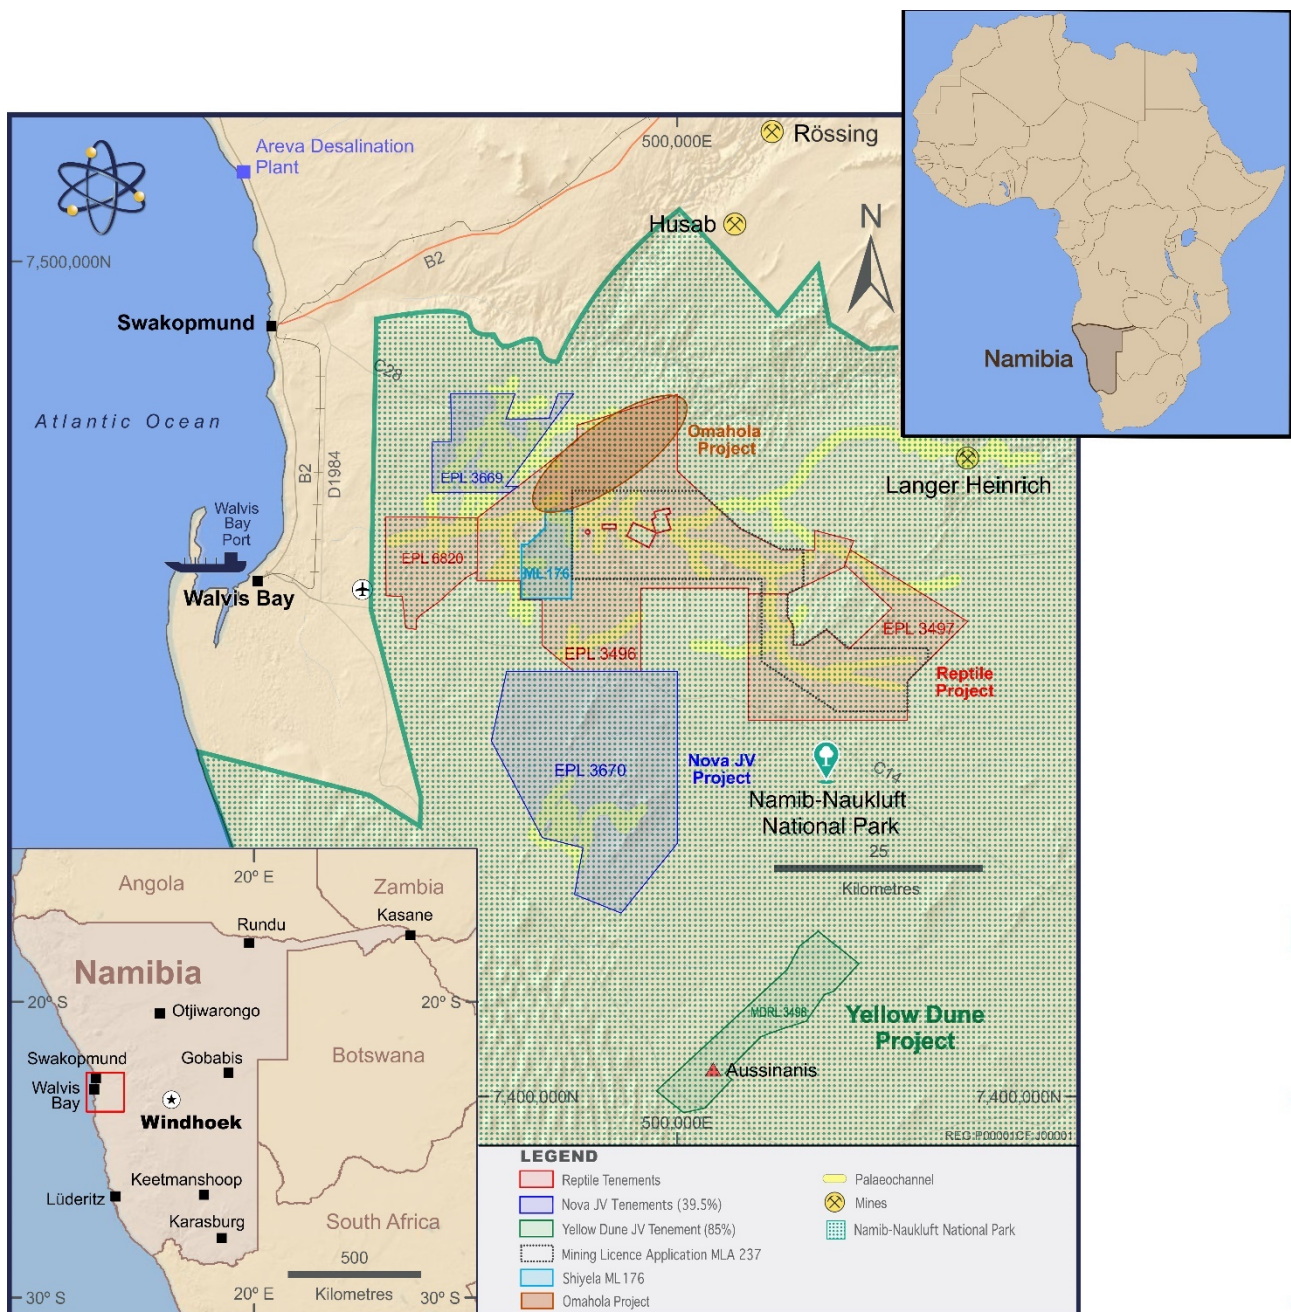 Areva Desalination
Plant
500,000E
Rössing
Husab
N
7,500,000N
B2
Swakopmund
C28
Namibia
Atlantic Ocean
B2
D1984
Omahola
Project
EPL 3669
Langer Heinrich
Walvis
Bay
Port
EPL 6820
ML 176
Walvis Bay
EPL 3497
EPL 3496
Reptile
Project
EPL 3670
Nova JV
Project
C14
Namib-Naukluft
National Park
25
Kilometres
MDRL 3498
Yellow Dune
Project
Aussinanis
7,400,000N
7,400,000N
500,000E
REG P00001CF J00001
Angola
20° E
Zambia
Rundu
Kasane
Namibia
20° S
20° S
Otjiwarongo
Swakopmund
Gobabis
Botswana
Walvis
Bay
Windhoek
Keetmanshoop
Lüderitz
Karasburg
South Africa
500
Kilometres
30° S
20° E
30° S
LEGEND
Reptile Tenements
Nova JV Tenements (39.5%)
Yellow Dune JV Tenement (85%)
Mining Licence Application MLA 237
Shiyela ML 176
Omahola Project
Palaeochannel
Mines
Namib-Naukluft National Park